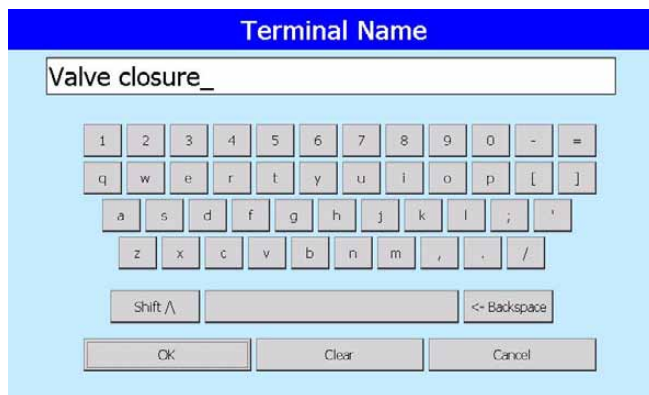 Terminal Name
Valve closure_
1 2 3 4 5 6 7 8 9 0 - =
q w e r t y u i o p [ ]
a s d f g h j k l ; '
z x c v b n m , . /
Shift /\ <- Backspace
OK Clear Cancel